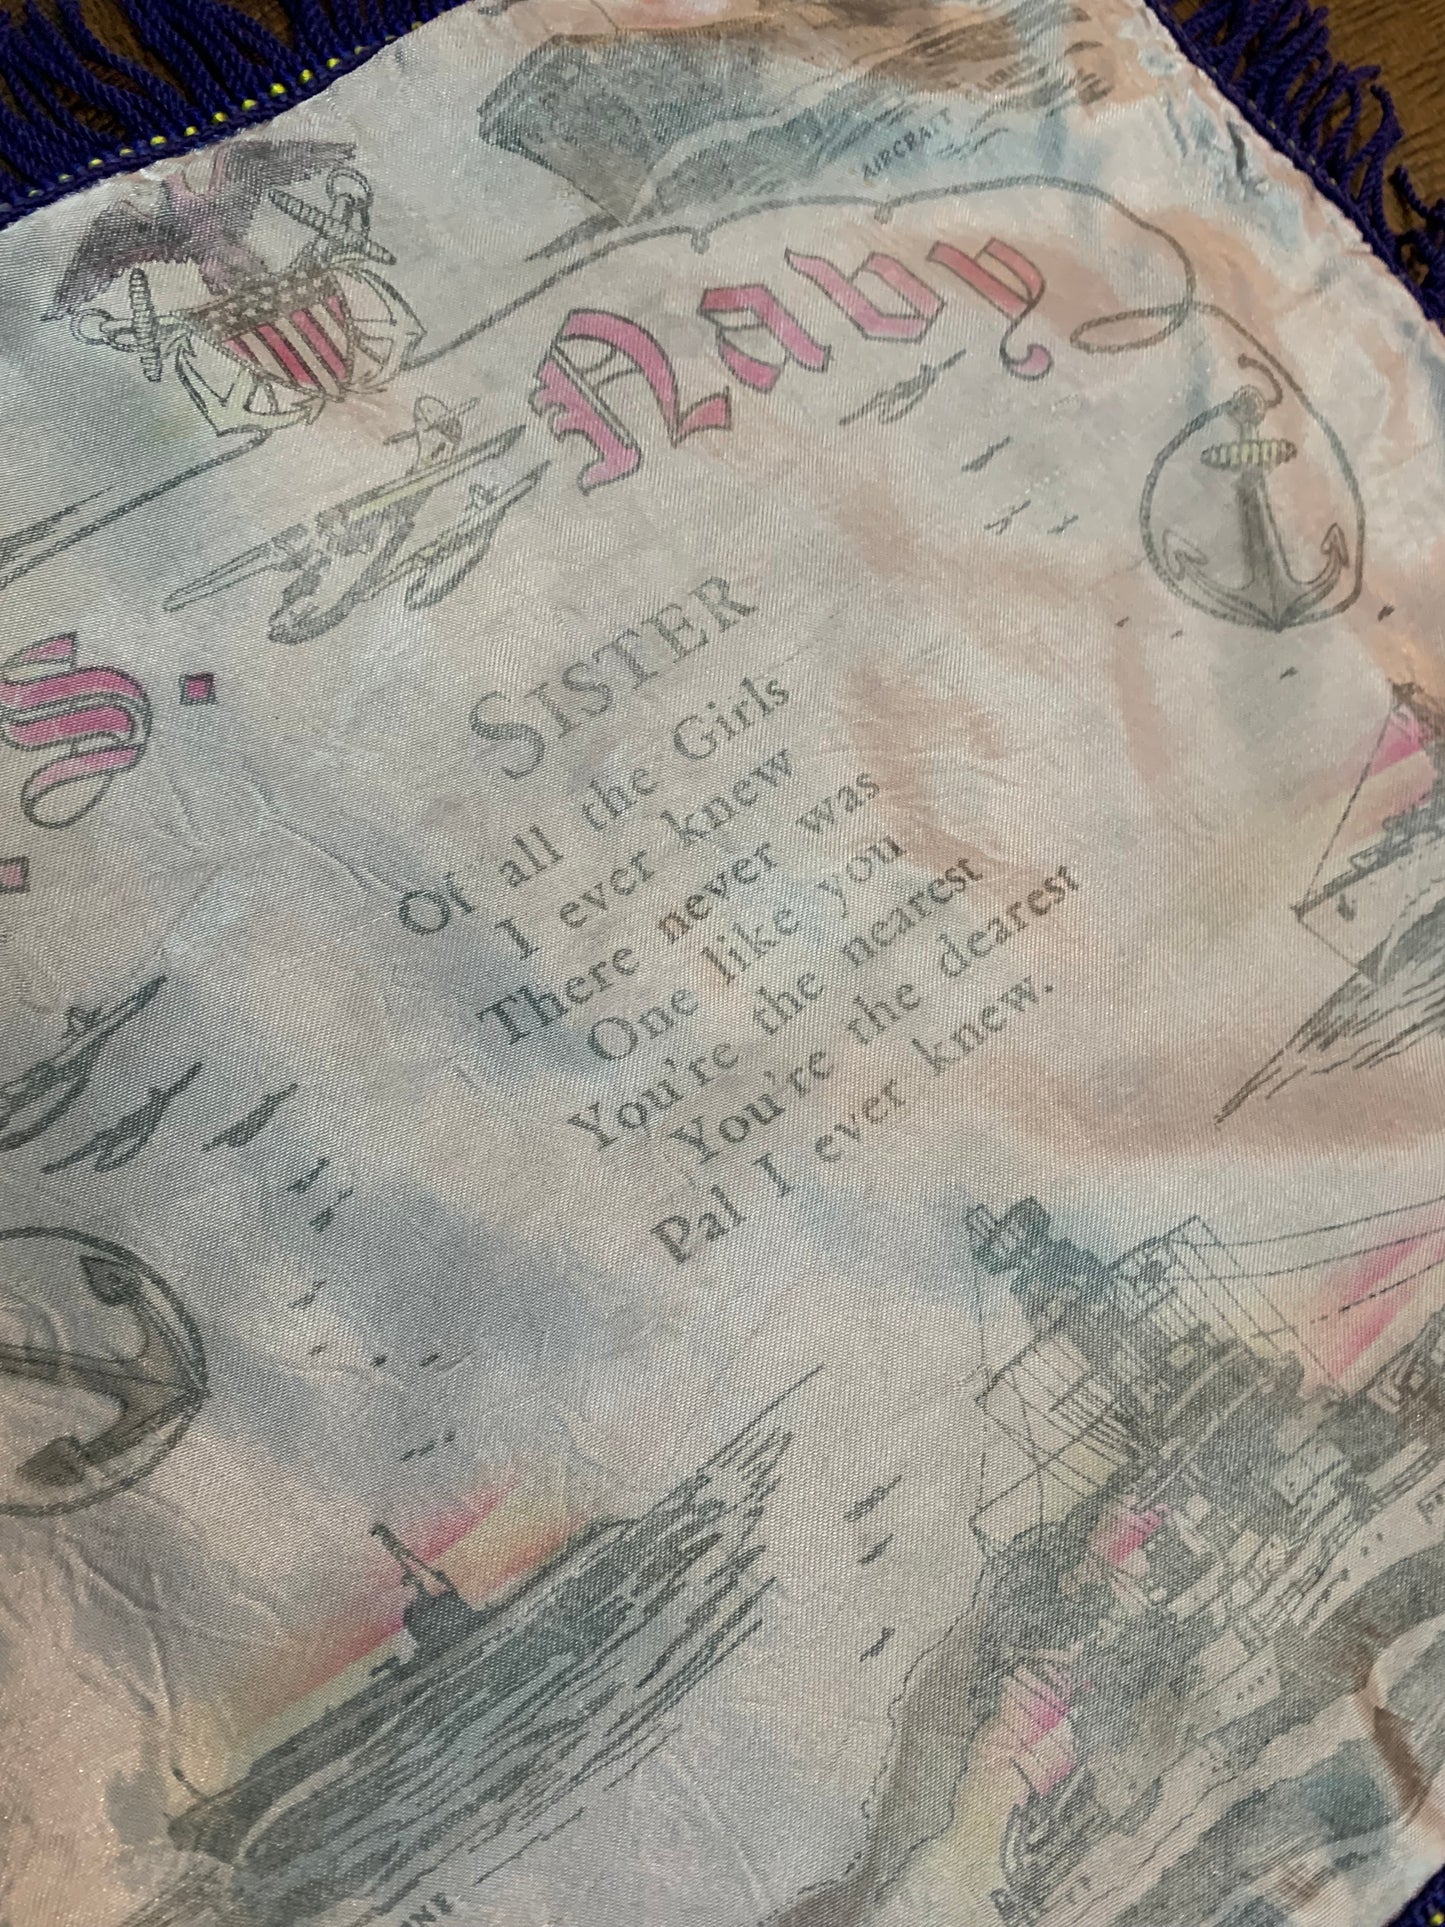 AIRCRAFT
Navy
S.
SISTER
Of all the Girls
I ever knew
There never was
One like you
You're the nearest
You're the dearest
Pal I ever knew.